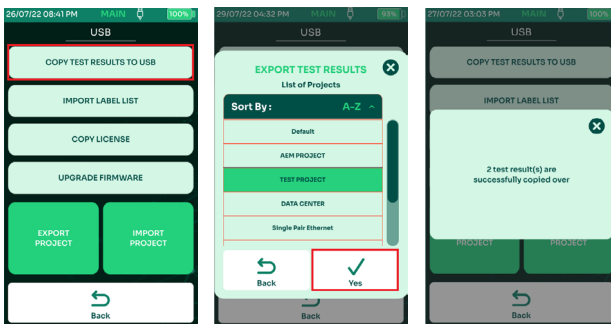 26/07/22 08:41 PM MAIN 100%
USB
COPY TEST RESULTS TO USB
IMPORT LABEL LIST
COPY LICENSE
UPGRADE FIRMWARE
EXPORT
PROJECT
IMPORT
PROJECT
Back
29/07/22 04:32 PM MAIN 93%
USB
EXPORT TEST RESULTS
List of Projects
Sort By : A-Z
Default
AEM PROJECT
TEST PROJECT
DATA CENTER
Single Pair Ethernet
Back
Yes
Back
27/07/22 03:03 PM MAIN 100%
USB
COPY TEST RESULTS TO USB
IMPORT LABEL LIST
2 test result(s) are
successfully copied over
PROJECT
PROJECT
Back